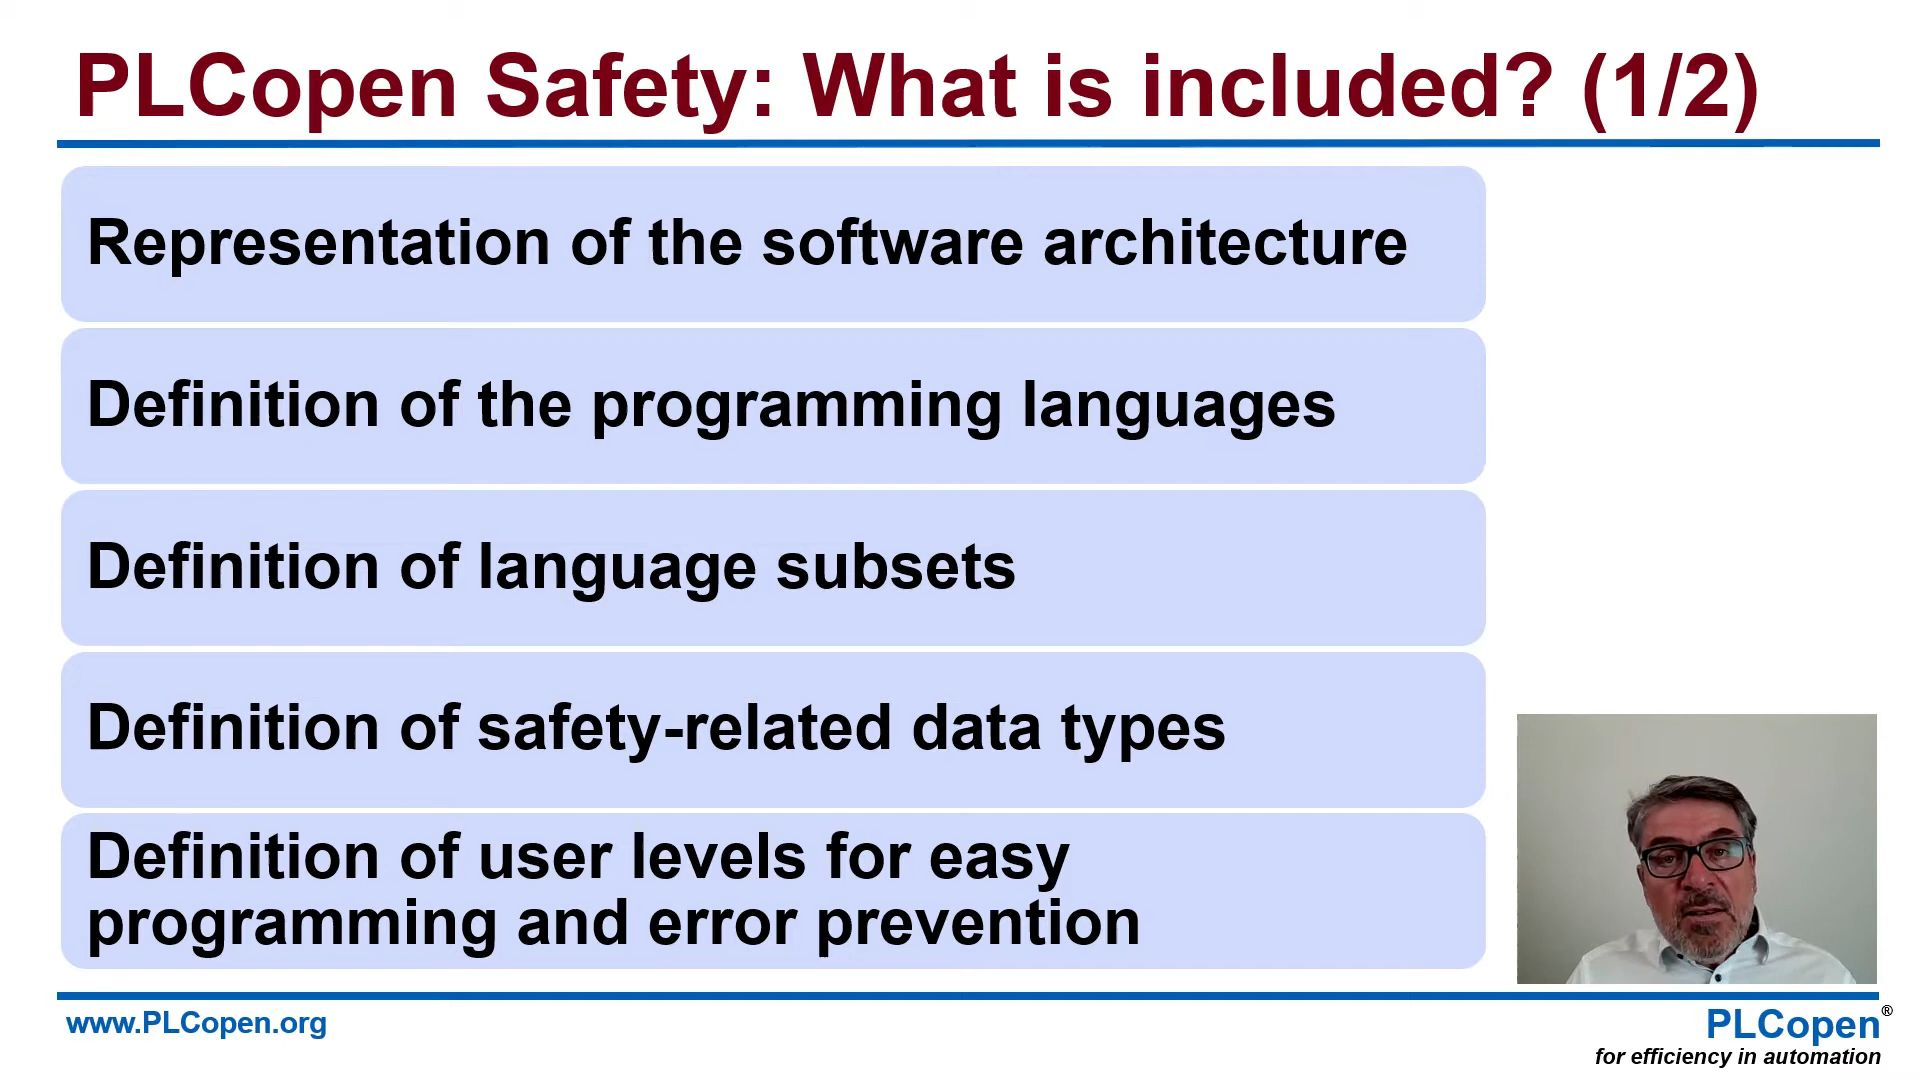 PLCopen Safety: What is included? (1/2)
Representation of the software architecture
Definition of the programming languages
Definition of language subsets
Definition of safety-related data types
Definition of user levels for easy
programming and error prevention
www.PLCopen.org
PLCopen®
for efficiency in automation